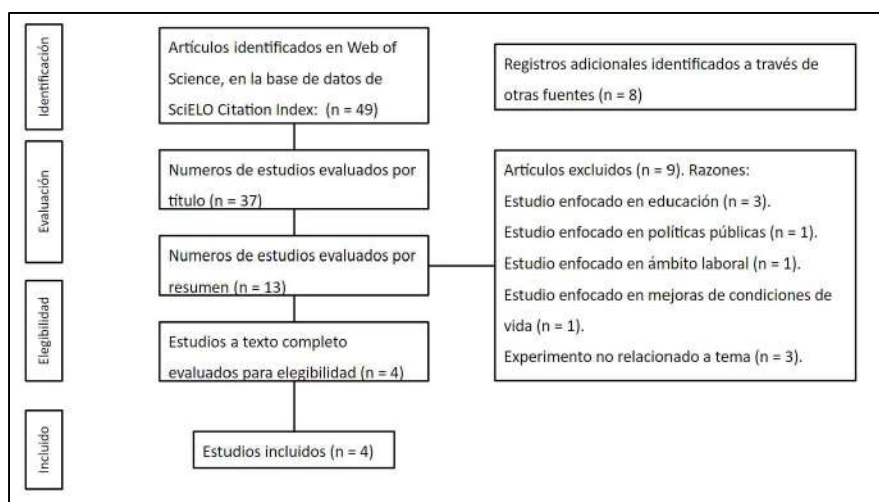 Identificación
Artículos identificados en Web of
Science, en la base de datos de
SciELO Citation Index: (n = 49)
Registros adicionales identificados a través de
otras fuentes (n = 8)
Evaluación
Numeros de estudios evaluados por
título (n = 37)
Numeros de estudios evaluados por
resumen (n = 13)
Artículos excluidos (n = 9). Razones:
Estudio enfocado en educación (n = 3).
Estudio enfocado en políticas públicas (n = 1).
Estudio enfocado en ámbito laboral (n = 1).
Estudio enfocado en mejoras de condiciones de
vida (n = 1).
Experimento no relacionado a tema (n = 3).
Elegibilidad
Estudios a texto completo
evaluados para elegibilidad (n = 4)
Incluido
Estudios incluidos (n = 4)